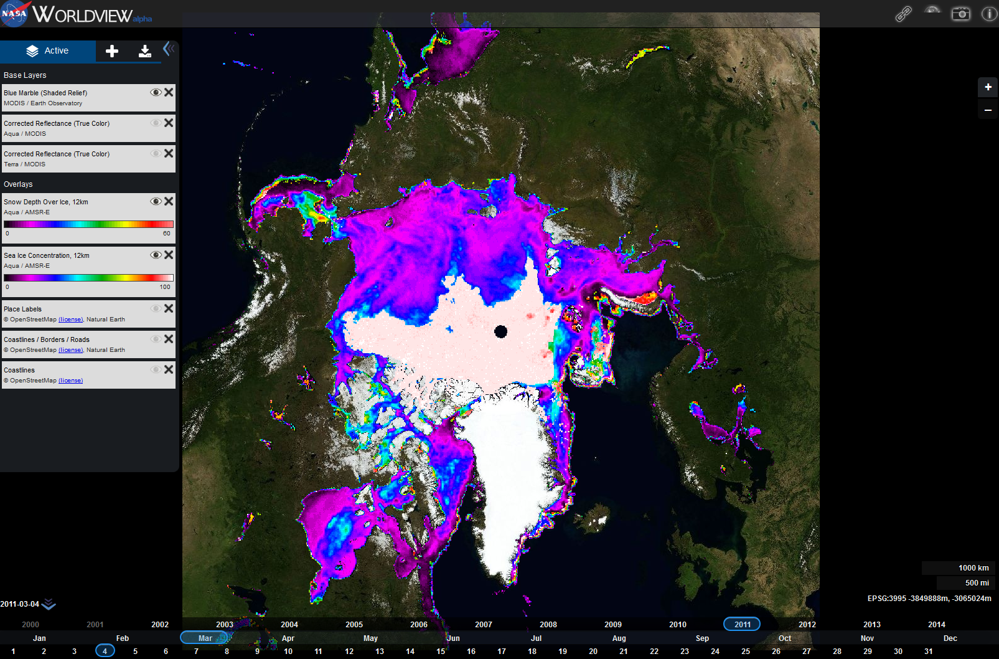 NASA WORLDVIEW alpha
Active
Base Layers
Blue Marble (Shaded Relief)
MODIS / Earth Observatory
Corrected Reflectance (True Color)
Aqua / MODIS
Corrected Reflectance (True Color)
Terra / MODIS
Overlays
Snow Depth Over Ice, 12km
Aqua / AMSR-E
0 60
Sea Ice Concentration, 12km
Aqua / AMSR-E
0 100
Place Labels
© OpenStreetMap (license), Natural Earth
Coastlines / Borders / Roads
© OpenStreetMap (license), Natural Earth
Coastlines
© OpenStreetMap (license)
+
−
1000 km
500 mi
EPSG:3995 -3849888m, -3065024m
2011-03-04
2000 2001 2002 2003 2004 2005 2006 2007 2008 2009 2010 2011 2012 2013 2014
Jan Feb Mar Apr May Jun Jul Aug Sep Oct Nov Dec
1 2 3 4 5 6 7 8 9 10 11 12 13 14 15 16 17 18 19 20 21 22 23 24 25 26 27 28 29 30 31